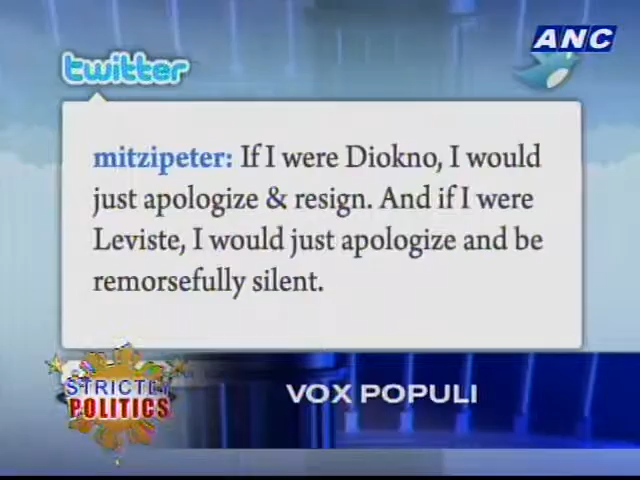 ANC
twitter
mitzipeter: If I were Diokno, I would
just apologize & resign. And if I were
Leviste, I would just apologize and be
remorsefully silent.
STRICTLY
POLITICS
VOX POPULI